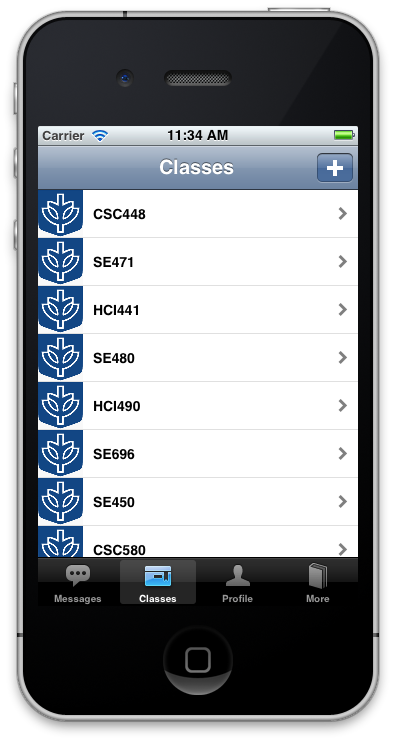 Carrier 11:34 AM
Classes +
CSC448
SE471
HCI441
SE480
HCI490
SE696
SE450
CSC580
Messages Classes Profile More